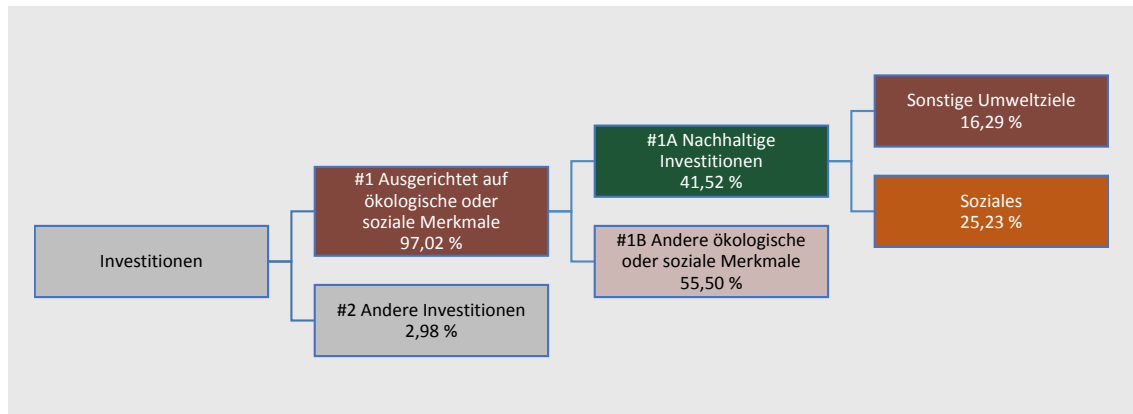 Investitionen
#1 Ausgerichtet auf
ökologische oder
soziale Merkmale
97,02 %
#2 Andere Investitionen
2,98 %
#1A Nachhaltige
Investitionen
41,52 %
#1B Andere ökologische
oder soziale Merkmale
55,50 %
Sonstige Umweltziele
16,29 %
Soziales
25,23 %